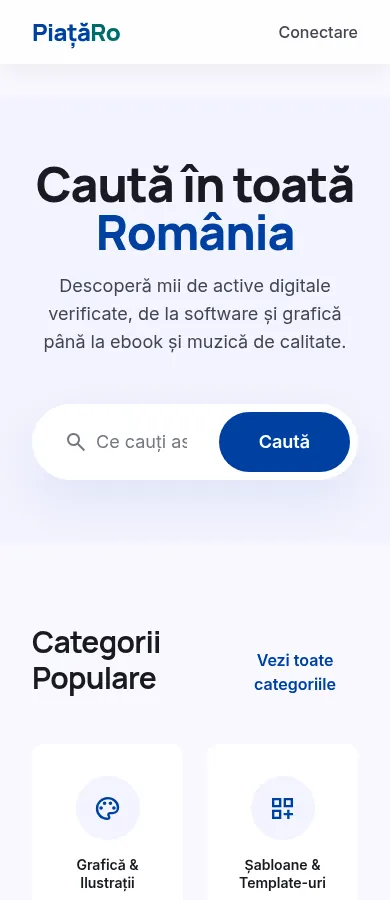 PiațăRo
Conectare
Caută în toată
România
Descoperă mii de active digitale
verificate, de la software și grafică
până la ebook și muzică de calitate.
Ce cauți as
Caută
Categorii
Populare
Vezi toate
categoriile
Grafică &
Ilustrații
Șabloane &
Template-uri